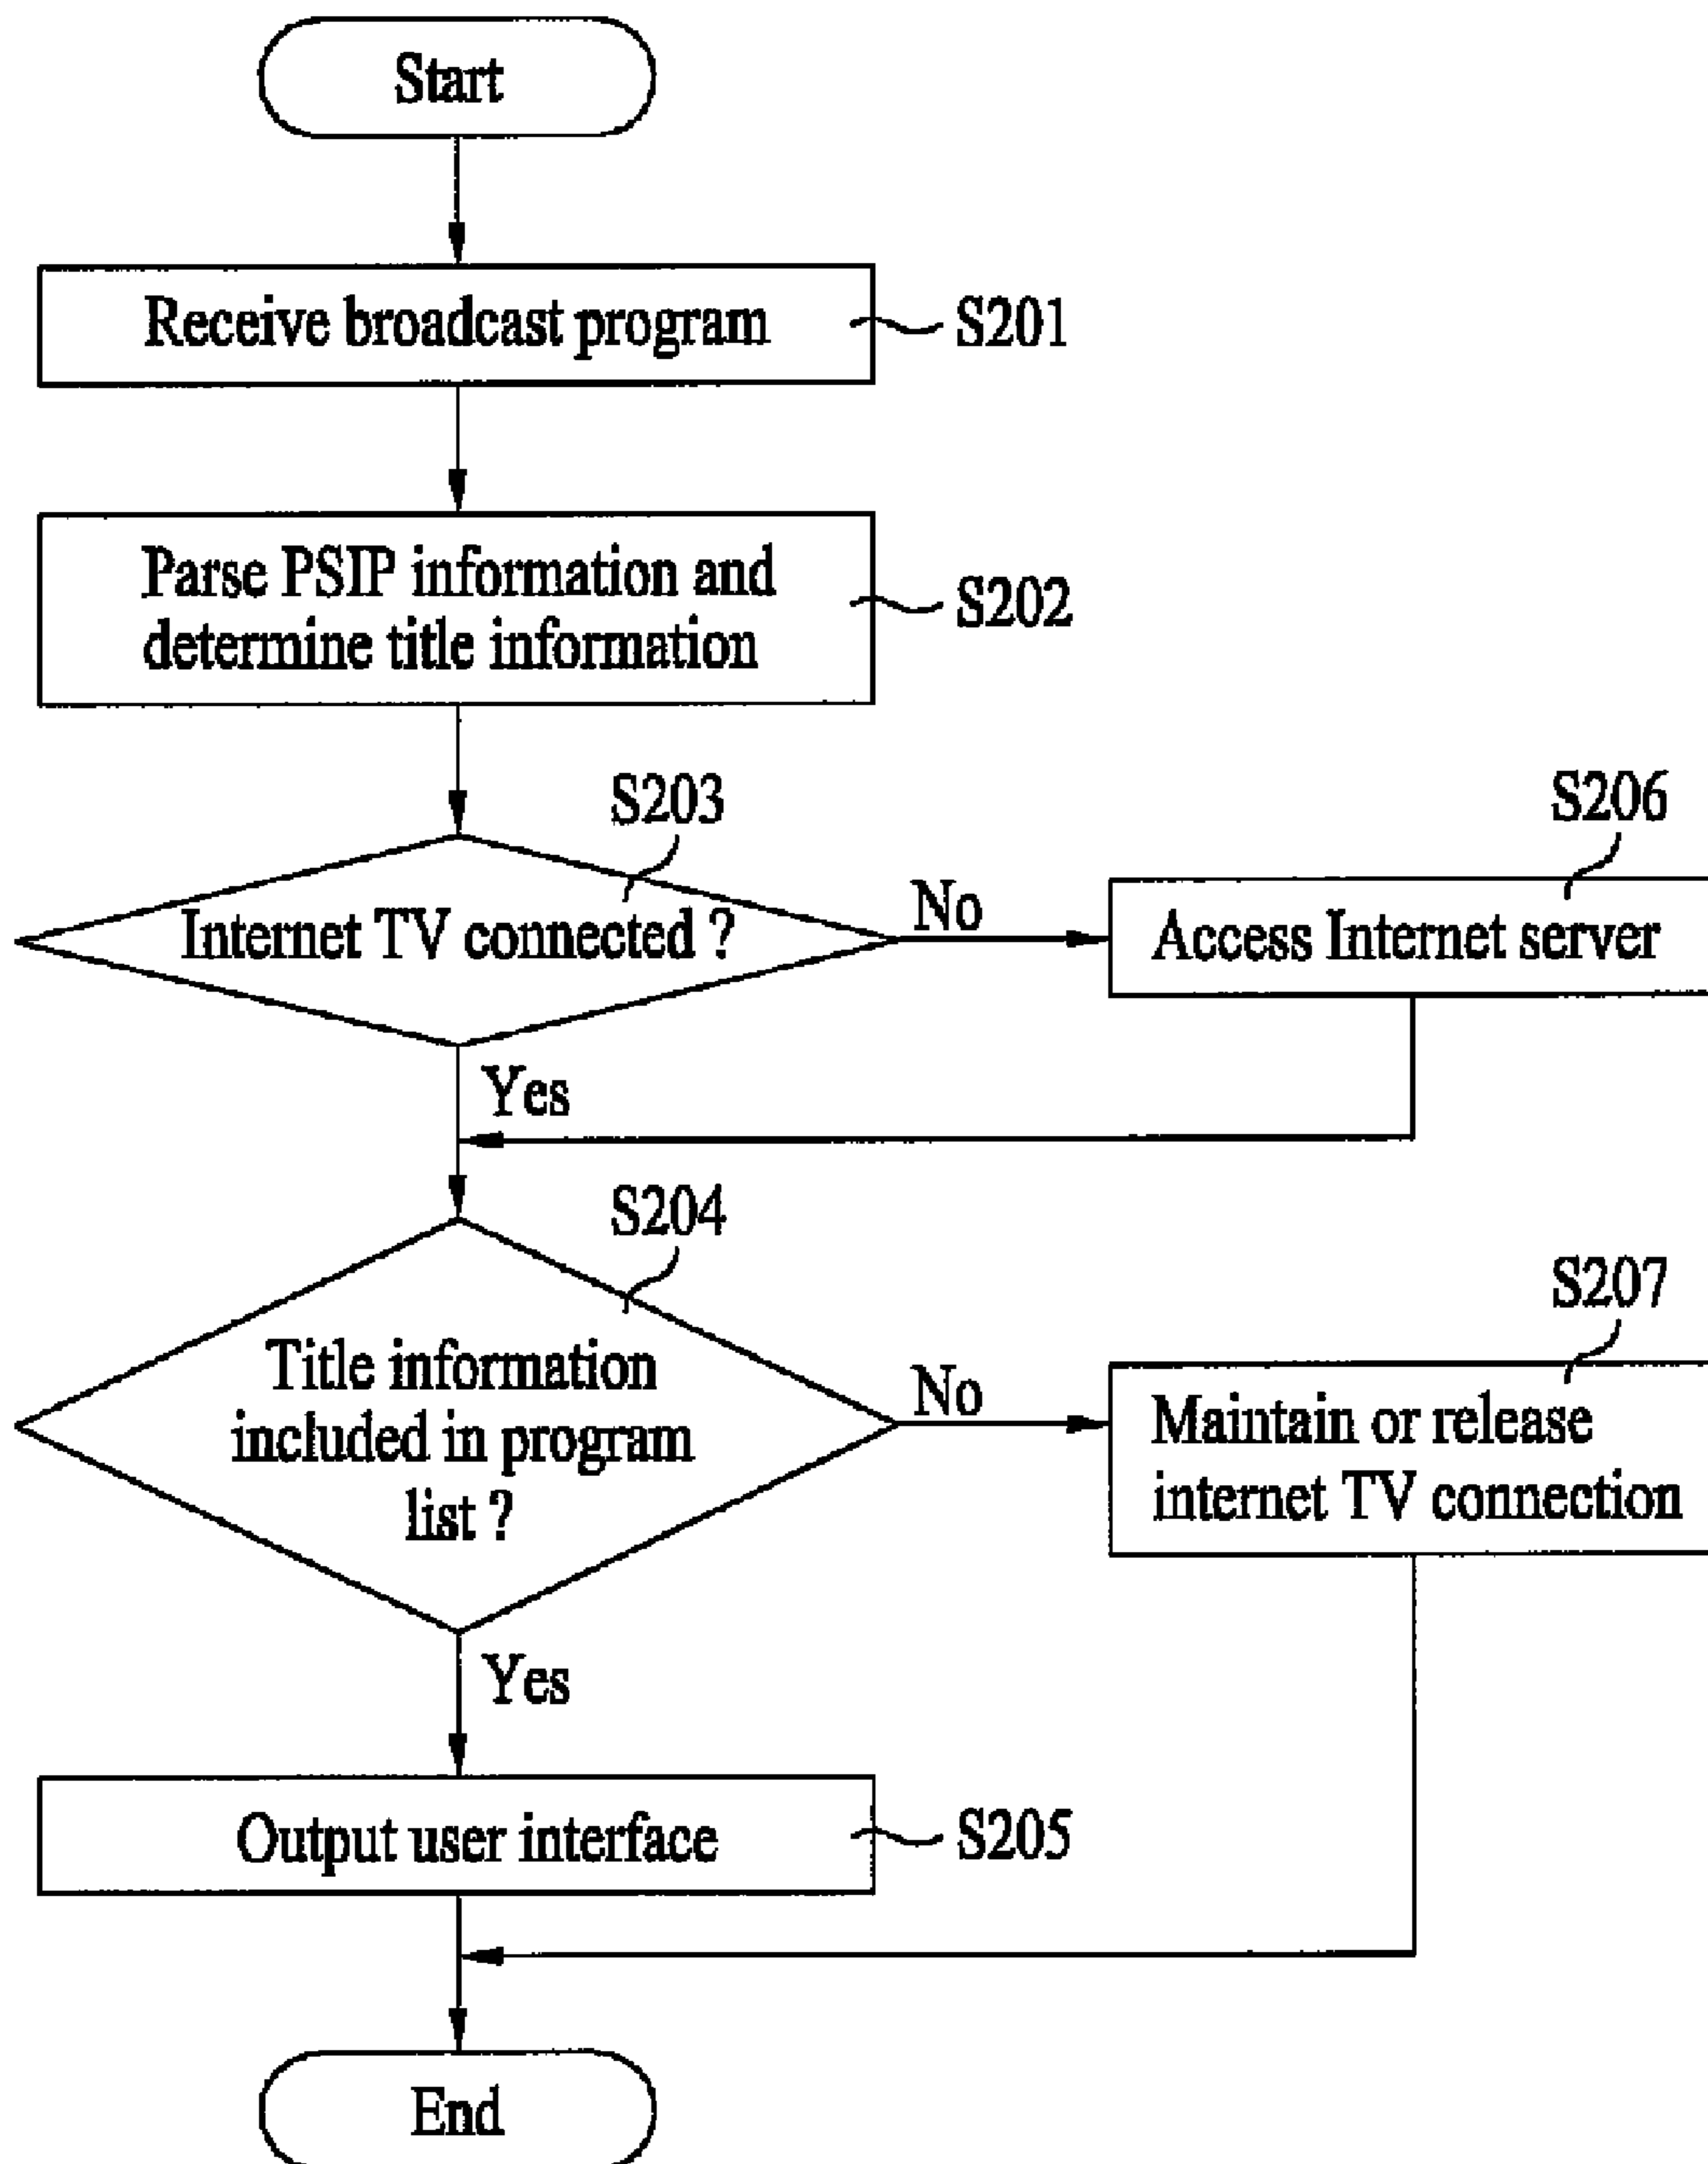 Start
Receive broadcast program
S201
Parse PSIP information and
determine title information
S202
S203
Internet TV connected ?
No
S206
Access Internet server
Yes
S204
Title information
included in program
list ?
No
S207
Maintain or release
internet TV connection
Yes
Output user interface
S205
End